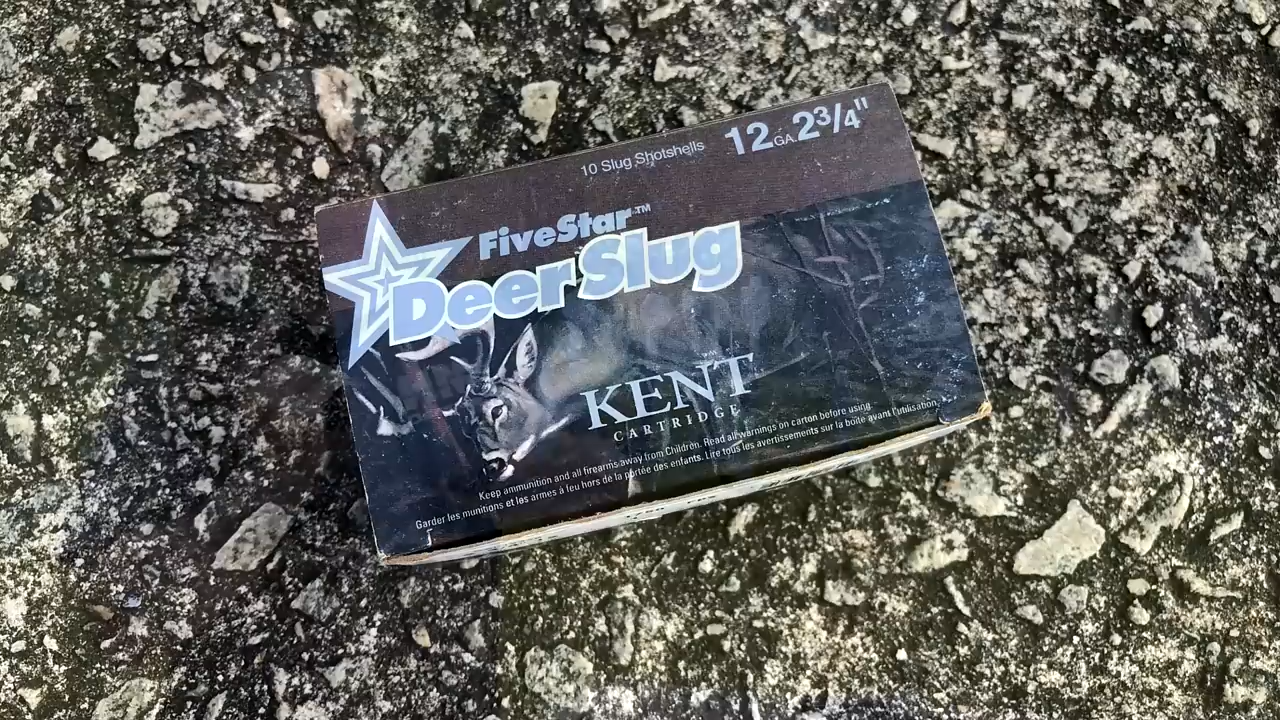 10 Slug Shotshells 12 GA. 2 3/4"
FiveStar™
Deer Slug
KENT
CARTRIDGE
Keep ammunition and all firearms away from Children. Read all warnings on carton before using.
Garder les munitions et les armes à feu hors de la portée des enfants. Lire tous les avertissements sur la boîte avant l'utilisation.